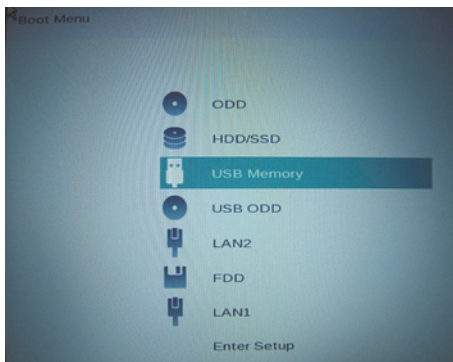 Boot Menu
ODD
HDD/SSD
USB Memory
USB ODD
LAN2
FDD
LAN1
Enter Setup